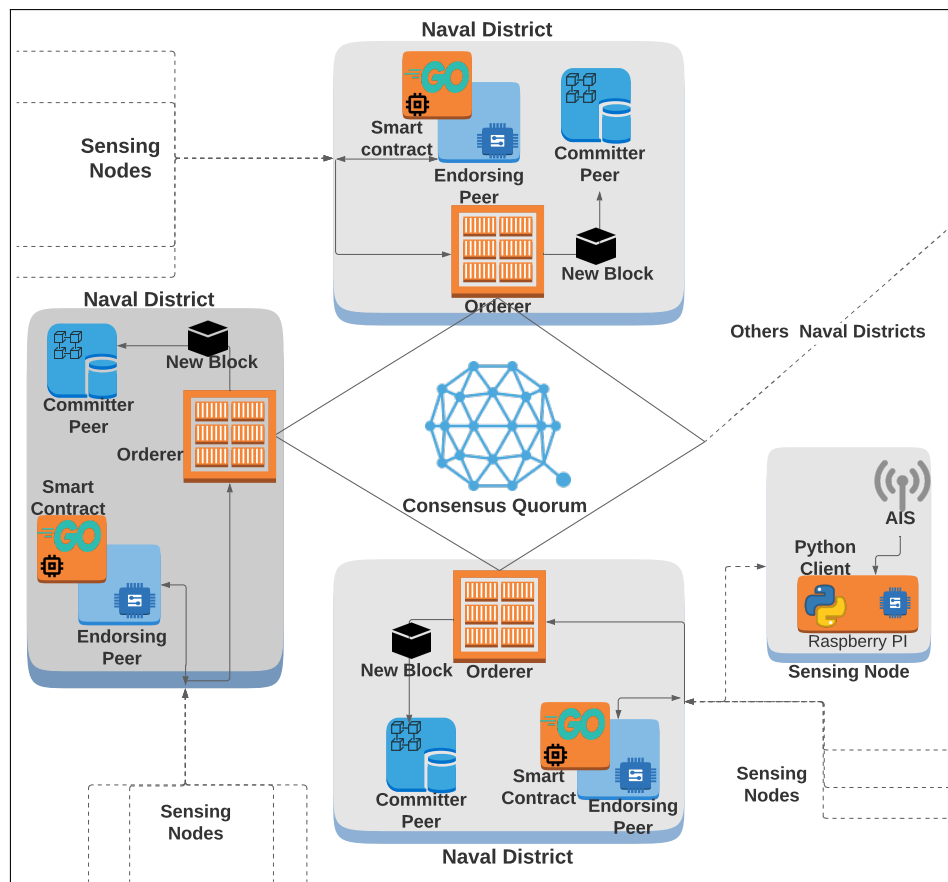 Naval District
GO
Smart
contract
Endorsing
Peer
Committer
Peer
Sensing
Nodes
New Block
Orderer
Naval District
New Block
Committer
Peer
Orderer
Smart
Contract
GO
Endorsing
Peer
Sensing
Nodes
Consensus Quorum
Others Naval Districts
AIS
Python
Client
Raspberry PI
Sensing Node
Orderer
New Block
Committer
Peer
GO
Smart
Contract
Endorsing
Peer
Naval District
Sensing
Nodes